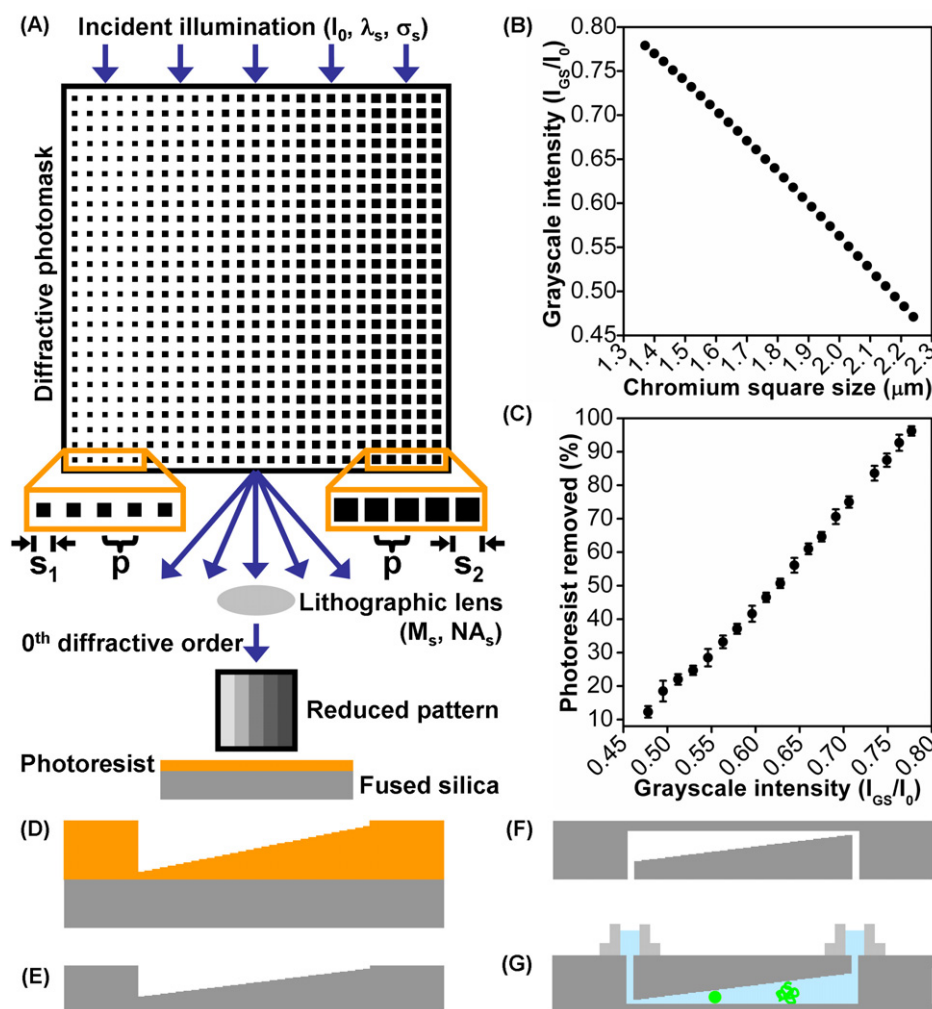 (A)
Incident illumination (I₀, λₛ, σₛ)
Diffractive photomask
s₁
p
p
s₂
Lithographic lens
(Mₛ, NAₛ)
0ᵗʰ diffractive order
Reduced pattern
Photoresist
Fused silica
(B)
Grayscale intensity (I_GS/I₀)
0.80
0.75
0.70
0.65
0.60
0.55
0.50
0.45
1.3 1.4 1.5 1.6 1.7 1.8 1.9 2.0 2.1 2.2 2.3
Chromium square size (μm)
(C)
Photoresist removed (%)
100
90
80
70
60
50
40
30
20
10
0.45 0.50 0.55 0.60 0.65 0.70 0.75 0.80
Grayscale intensity (I_GS/I₀)
(D)
(E)
(F)
(G)